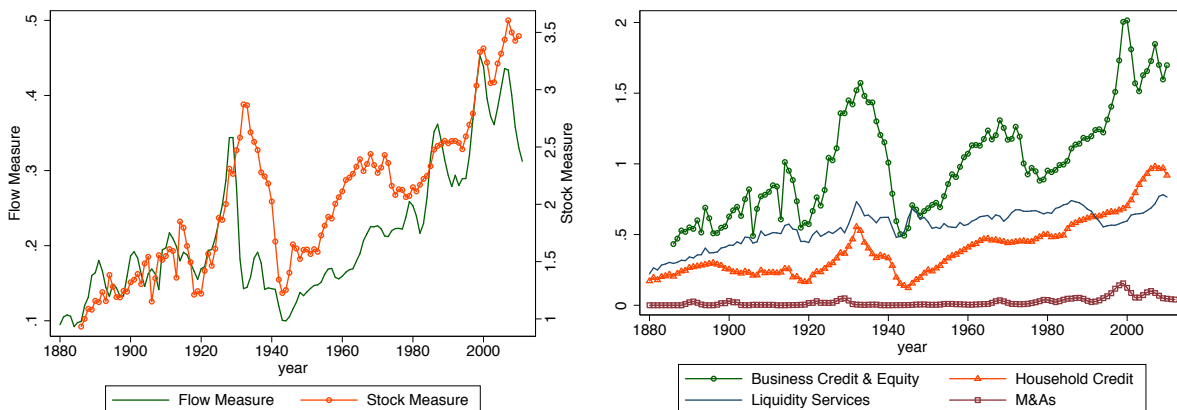 .5
.4
.3
.2
.1
Flow Measure
3.5
3
2.5
2
1.5
1
Stock Measure
1880 1900 1920 1940 1960 1980 2000
year
Flow Measure Stock Measure
2
1.5
1
.5
0
1880 1900 1920 1940 1960 1980 2000
year
Business Credit & Equity Household Credit
Liquidity Services M&As